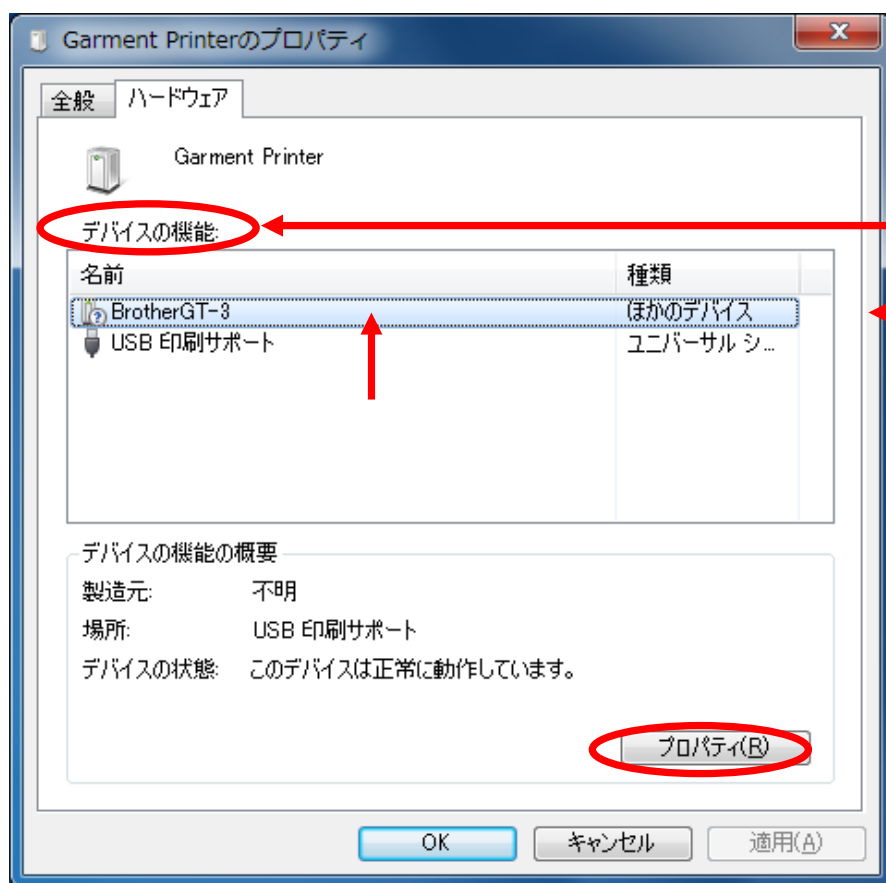 Garment Printerのプロパティ
全般 ハードウェア
Garment Printer
デバイスの機能:
名前 種類
BrotherGT-3 ほかのデバイス
USB 印刷サポート ユニバーサル シ...
デバイスの機能の概要
製造元: 不明
場所: USB 印刷サポート
デバイスの状態: このデバイスは正常に動作しています。
プロパティ(R)
OK キャンセル 適用(A)